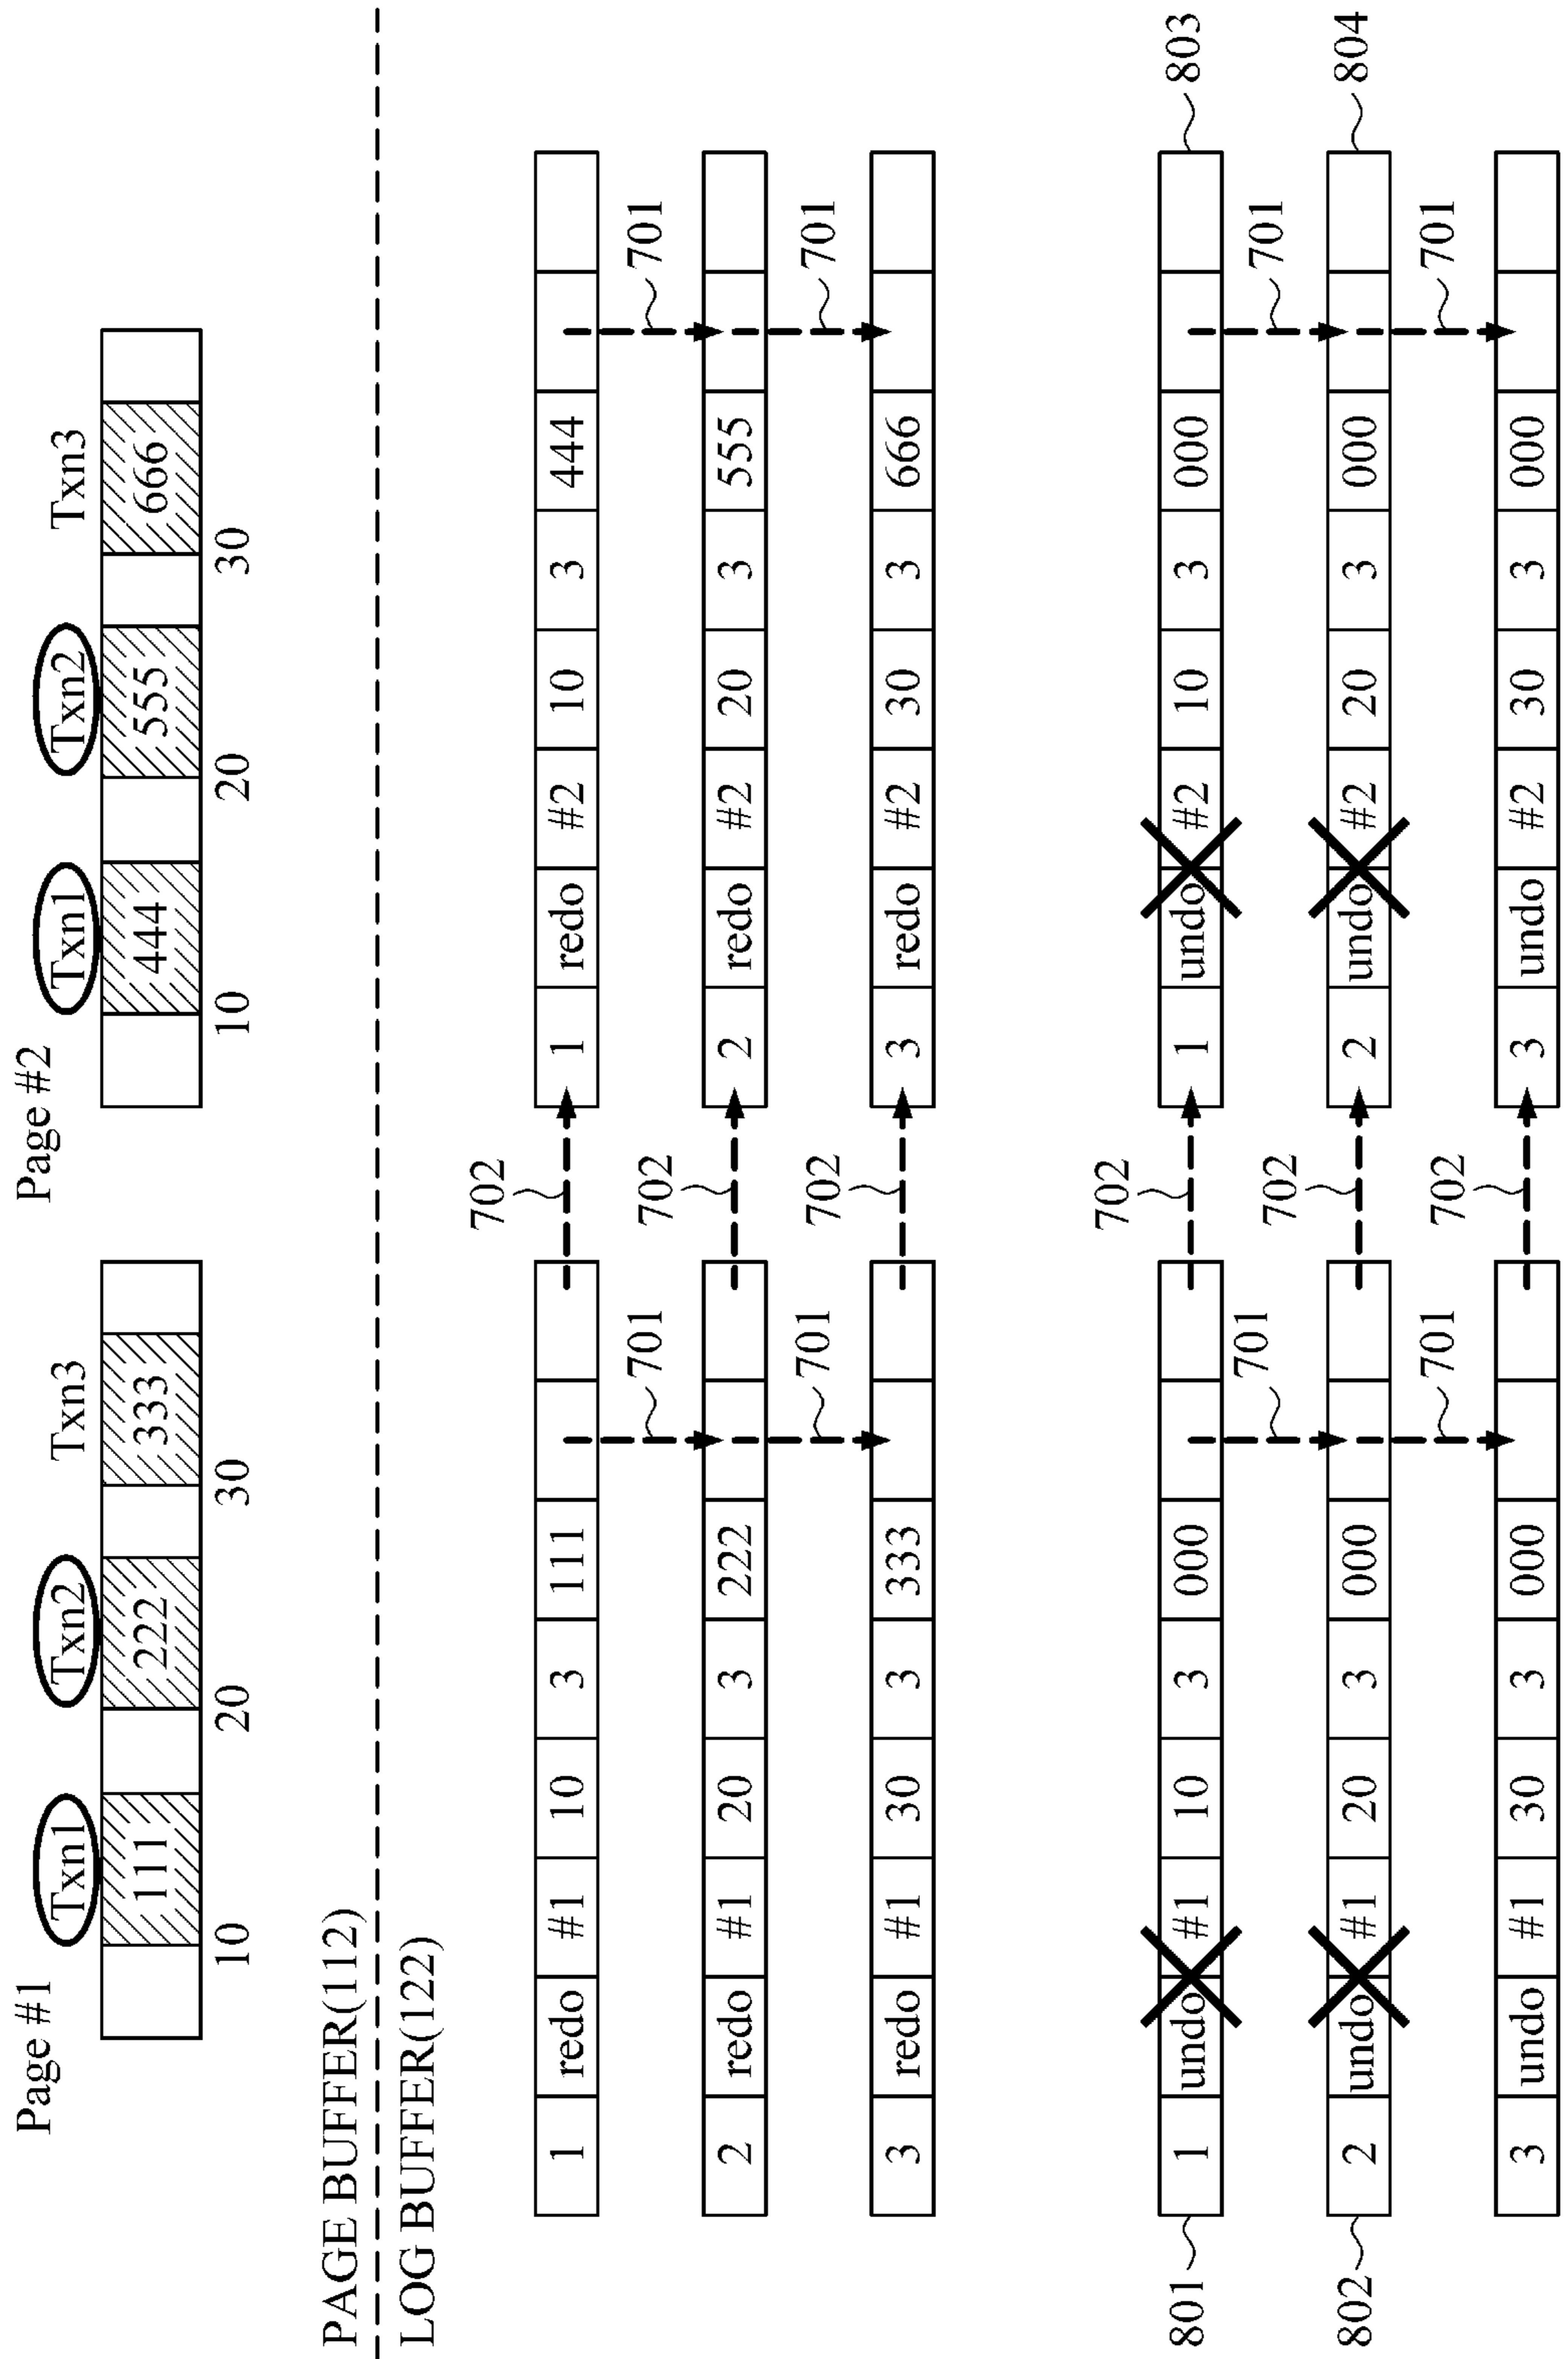 Page #1
Page #2
Txn1 Txn2 Txn3 Txn1 Txn2 Txn3
111 222 333 444 555 666
10 20 30 10 20 30
PAGE BUFFER(112)
LOG BUFFER(122)
702
1 redo #1 10 3 111 1 redo #2 10 3 444
701 701
702
2 redo #1 20 3 222 2 redo #2 20 3 555
701 701
702
3 redo #1 30 3 333 3 redo #2 30 3 666
702
801 1 undo #1 10 3 000 1 undo #2 10 3 000 803
701 701
702
802 2 undo #1 20 3 000 2 undo #2 20 3 000 804
701 701
702
3 undo #1 30 3 000 3 undo #2 30 3 000